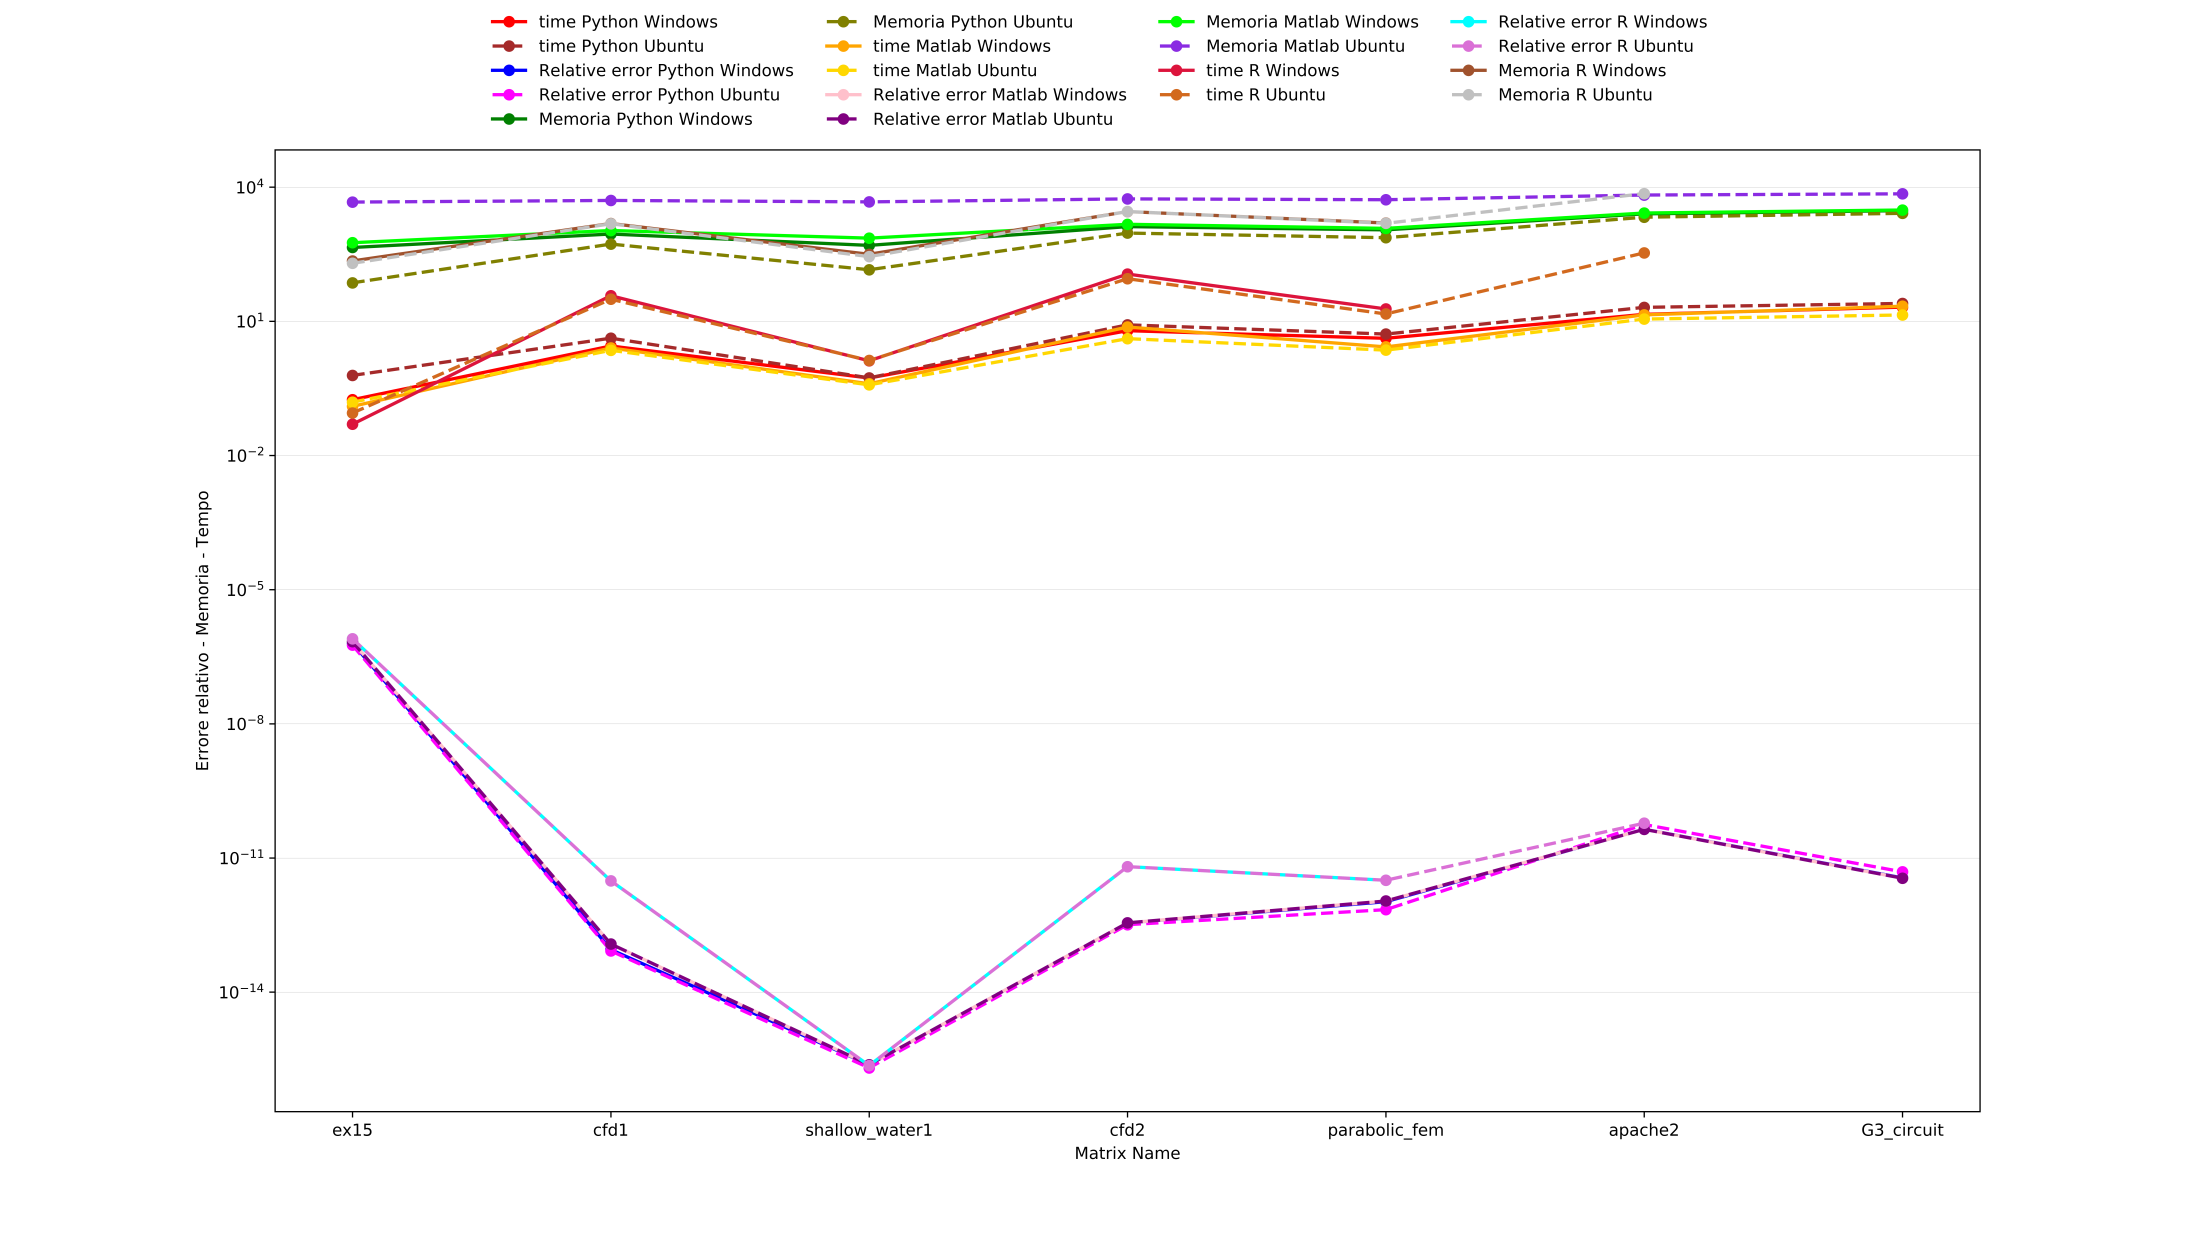 time Python Windows
time Python Ubuntu
Relative error Python Windows
Relative error Python Ubuntu
Memoria Python Windows
Memoria Python Ubuntu
time Matlab Windows
time Matlab Ubuntu
Relative error Matlab Windows
Relative error Matlab Ubuntu
Memoria Matlab Windows
Memoria Matlab Ubuntu
time R Windows
time R Ubuntu
Relative error R Windows
Relative error R Ubuntu
Memoria R Windows
Memoria R Ubuntu
Errore relativo - Memoria - Tempo
10⁴
10¹
10⁻²
10⁻⁵
10⁻⁸
10⁻¹¹
10⁻¹⁴
ex15 cfd1 shallow_water1 cfd2 parabolic_fem apache2 G3_circuit
Matrix Name